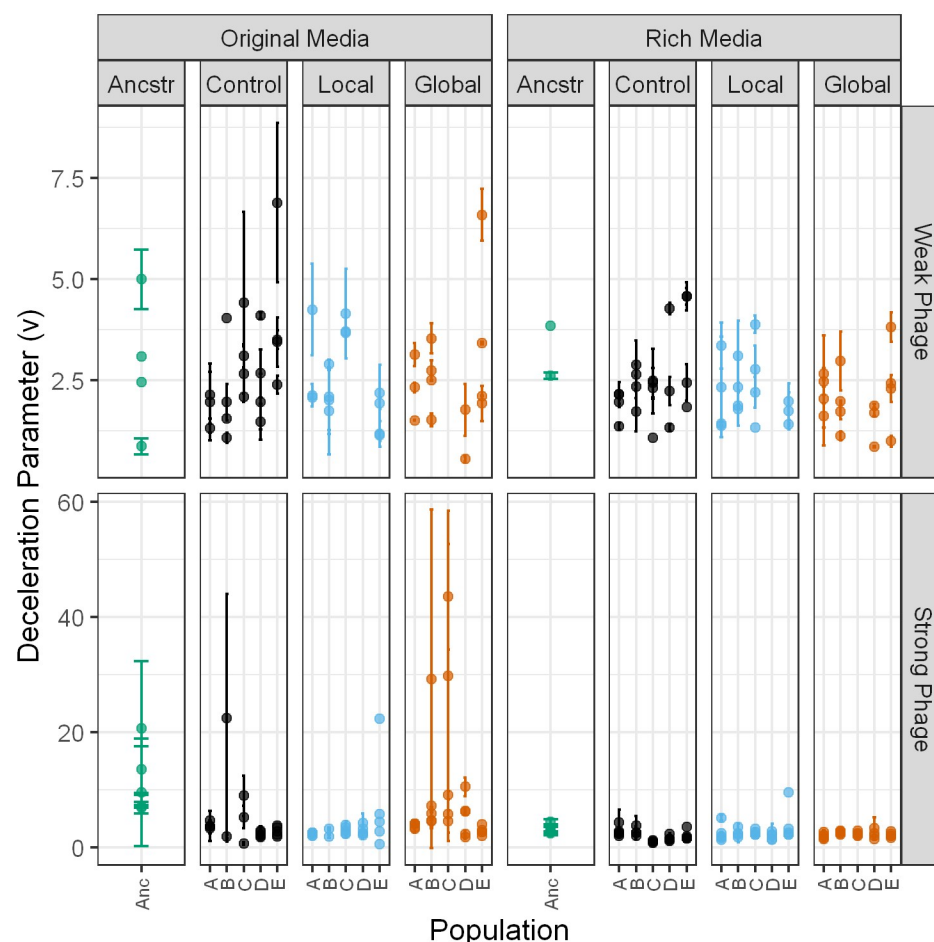 Original Media Rich Media
Ancstr Control Local Global Ancstr Control Local Global
Deceleration Parameter (v)
7.5
5.0
2.5
Weak Phage
60
40
20
0
Strong Phage
Anc A B C D E A B C D E A B C D E Anc A B C D E A B C D E A B C D E
Population